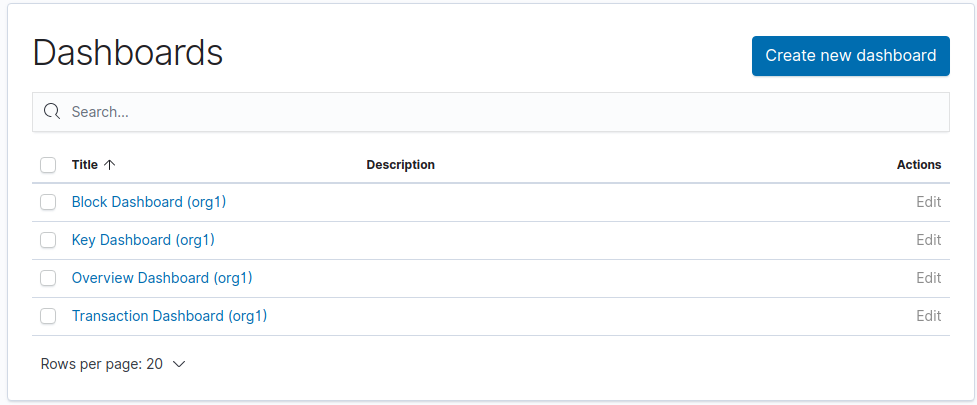 Dashboards
Create new dashboard
Search...
Title Description Actions
Block Dashboard (org1) Edit
Key Dashboard (org1) Edit
Overview Dashboard (org1) Edit
Transaction Dashboard (org1) Edit
Rows per page: 20